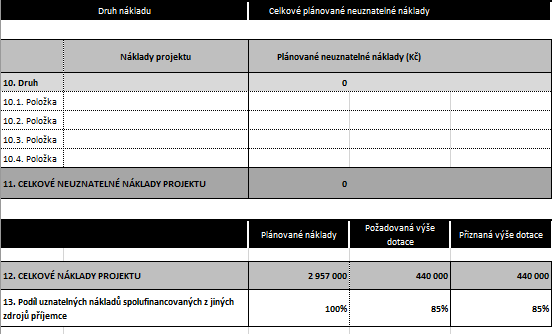 Druh nákladu Celkové plánované neuznatelné náklady
Náklady projektu Plánované neuznatelné náklady (Kč)
10. Druh 0
10.1. Položka
10.2. Položka
10.3. Položka
10.4. Položka
11. CELKOVÉ NEUZNATELNÉ NÁKLADY PROJEKTU 0
Plánované náklady Požadovaná výše dotace Přiznaná výše dotace
12. CELKOVÉ NÁKLADY PROJEKTU 2 957 000 440 000 440 000
13. Podíl uznatelných nákladů spolufinancovaných z jiných
zdrojů příjemce 100% 85% 85%